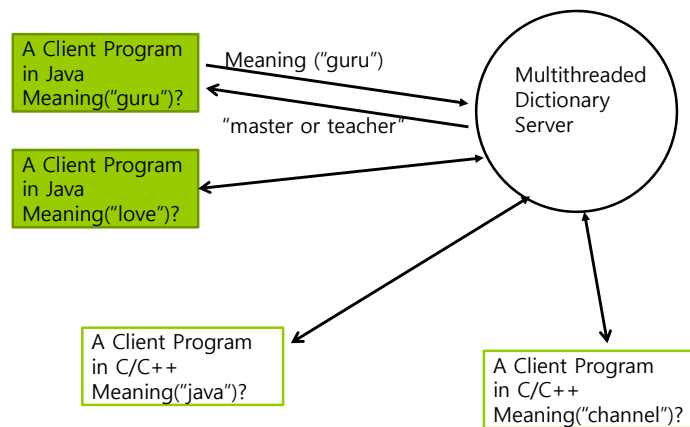 A Client Program
in Java
Meaning("guru")?
Meaning ("guru")
"master or teacher"
Multithreaded
Dictionary
Server
A Client Program
in Java
Meaning("love")?
A Client Program
in C/C++
Meaning("java")?
A Client Program
in C/C++
Meaning("channel")?